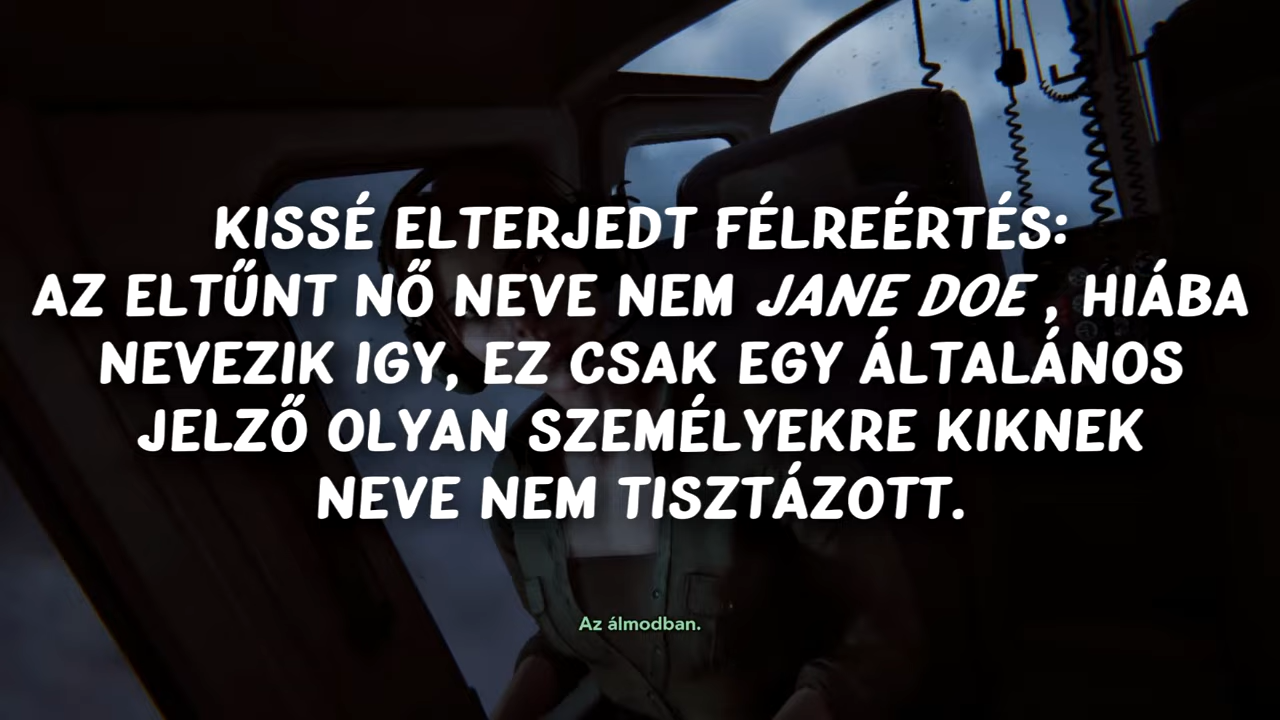 KISSÉ ELTERJEDT FÉLREÉRTÉS:
AZ ELTŰNT NŐ NEVE NEM JANE DOE , HIÁBA
NEVEZIK IGY, EZ CSAK EGY ÁLTALÁNOS
JELZŐ OLYAN SZEMÉLYEKRE KIKNEK
NEVE NEM TISZTÁZOTT.
Az álmodban.